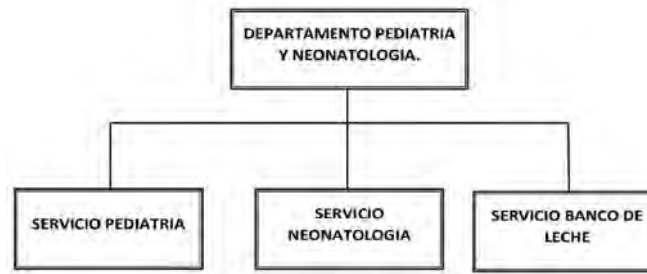 DEPARTAMENTO PEDIATRIA
Y NEONATOLOGIA.
SERVICIO PEDIATRIA
SERVICIO
NEONATOLOGIA
SERVICIO BANCO DE
LECHE